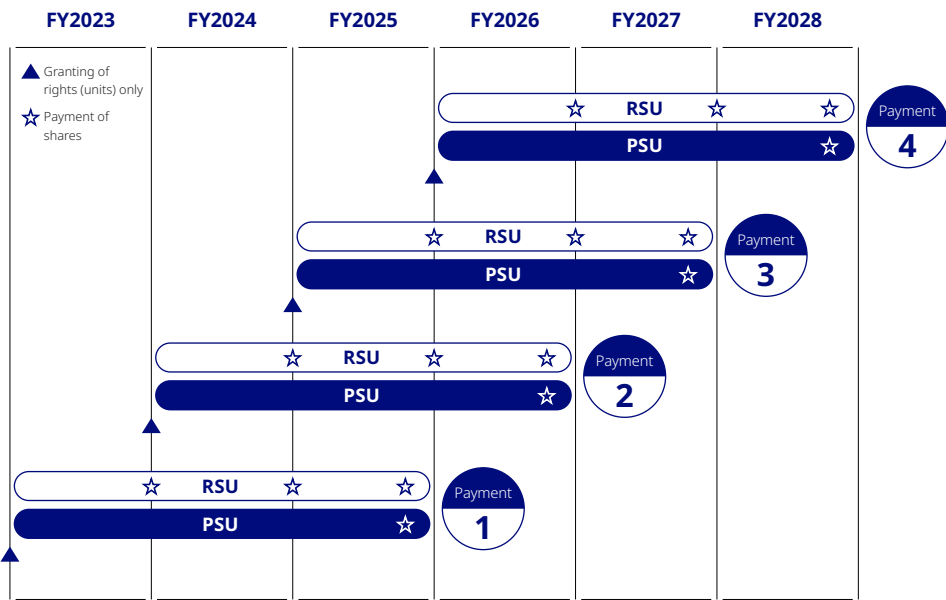 FY2023 FY2024 FY2025 FY2026 FY2027 FY2028
Granting of
rights (units) only
Payment of
shares
RSU
PSU
Payment
4
RSU
PSU
Payment
3
RSU
PSU
Payment
2
RSU
PSU
Payment
1